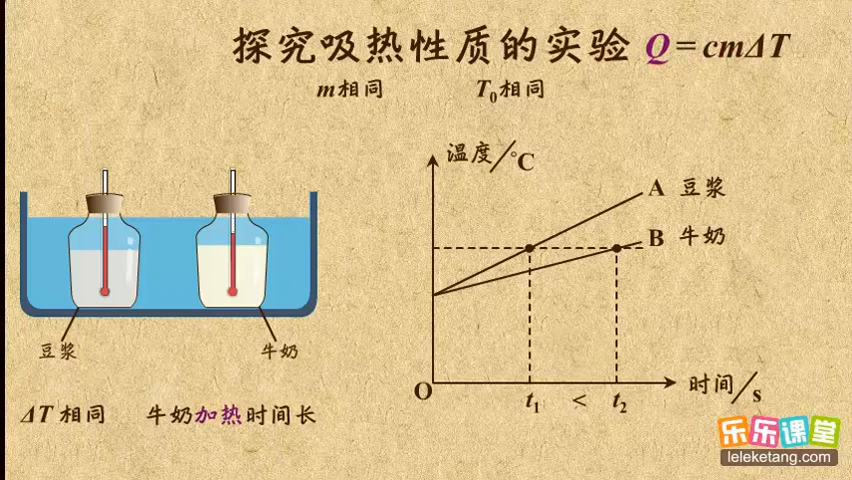 探究吸热性质的实验 Q=cmΔT
m相同 T₀相同
温度/℃
A 豆浆
B 牛奶
豆浆 牛奶
O t₁ < t₂ 时间/s
ΔT相同 牛奶加热时间长
乐乐课堂
leleketang.com